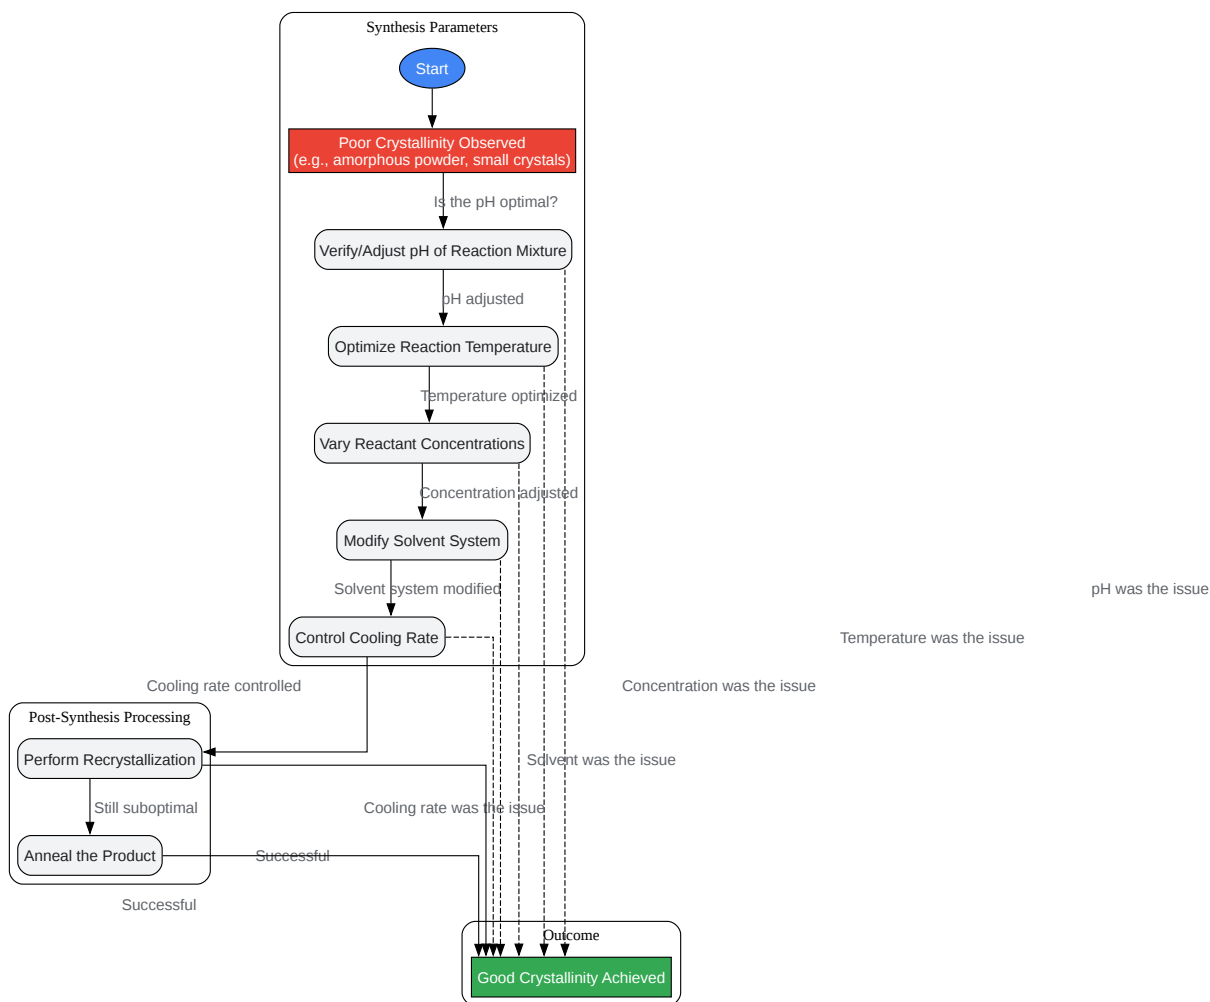 Synthesis Parameters
Start
Poor Crystallinity Observed
(e.g., amorphous powder, small crystals)
Is the pH optimal?
Verify/Adjust pH of Reaction Mixture
pH adjusted
Optimize Reaction Temperature
Temperature optimized
Vary Reactant Concentrations
Concentration adjusted
Modify Solvent System
Solvent system modified
pH was the issue
Control Cooling Rate
Temperature was the issue
Cooling rate controlled
Concentration was the issue
Post-Synthesis Processing
Perform Recrystallization
Solvent was the issue
Still suboptimal
Cooling rate was the issue
Anneal the Product
Successful
Successful
Outcome
Good Crystallinity Achieved